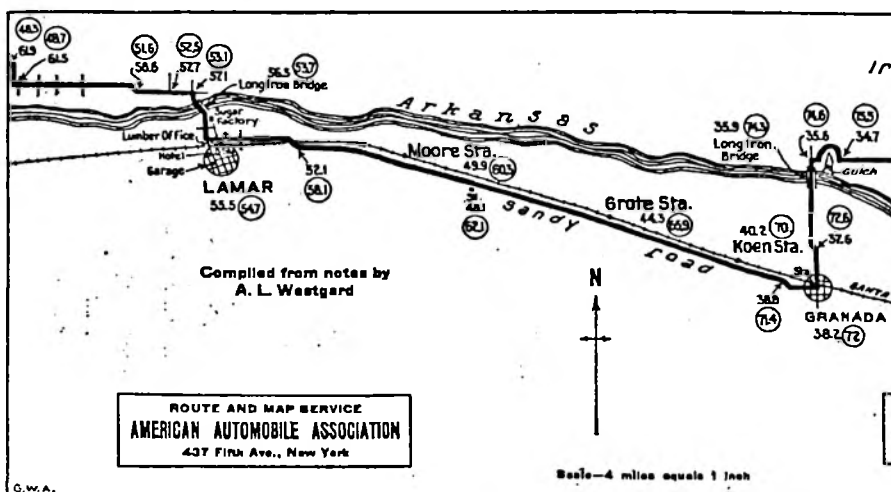 48.3 48.7
61.9 61.5
51.6 52.5 53.1
58.6 52.7 57.1
56.3 53.7
Long Iron Bridge
Sugar Factory
Lumber Office
Hotel
Garage
LAMAR
53.5 54.7
52.1
58.1
Arkansas
Moore Sta.
49.9 60.3
48.1
62.1
Sandy Road
Grote Sta.
44.3 65.9
40.2 70.
Koen Sta.
35.9 74.3
Long Iron Bridge
74.6
35.6
34.7
Gulch
72.6
37.6
Sta.
38.8
71.4
GRANADA
38.2 72
SANTA
Compiled from notes by
A. L. Westgard
N
ROUTE AND MAP SERVICE
AMERICAN AUTOMOBILE ASSOCIATION
437 Fifth Ave., New York
Scale—4 miles equals 1 inch
G.W.A.